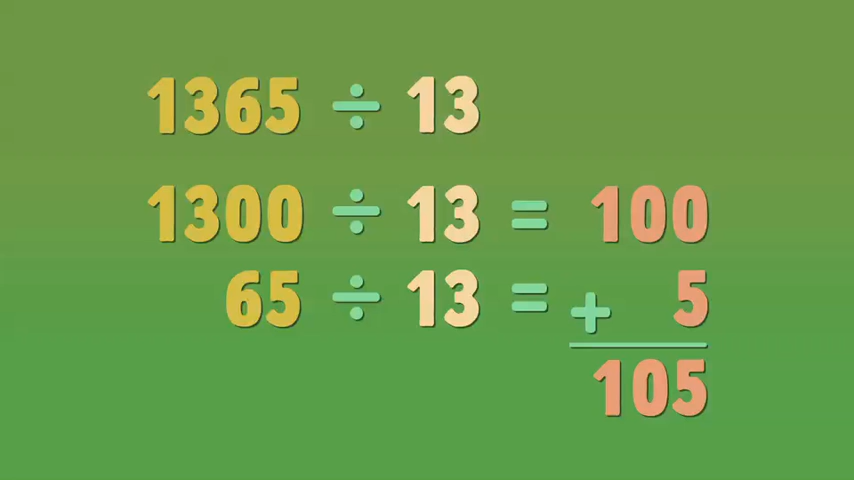 1365 ÷ 13
1300 ÷ 13 = 100
65 ÷ 13 = + 5
105